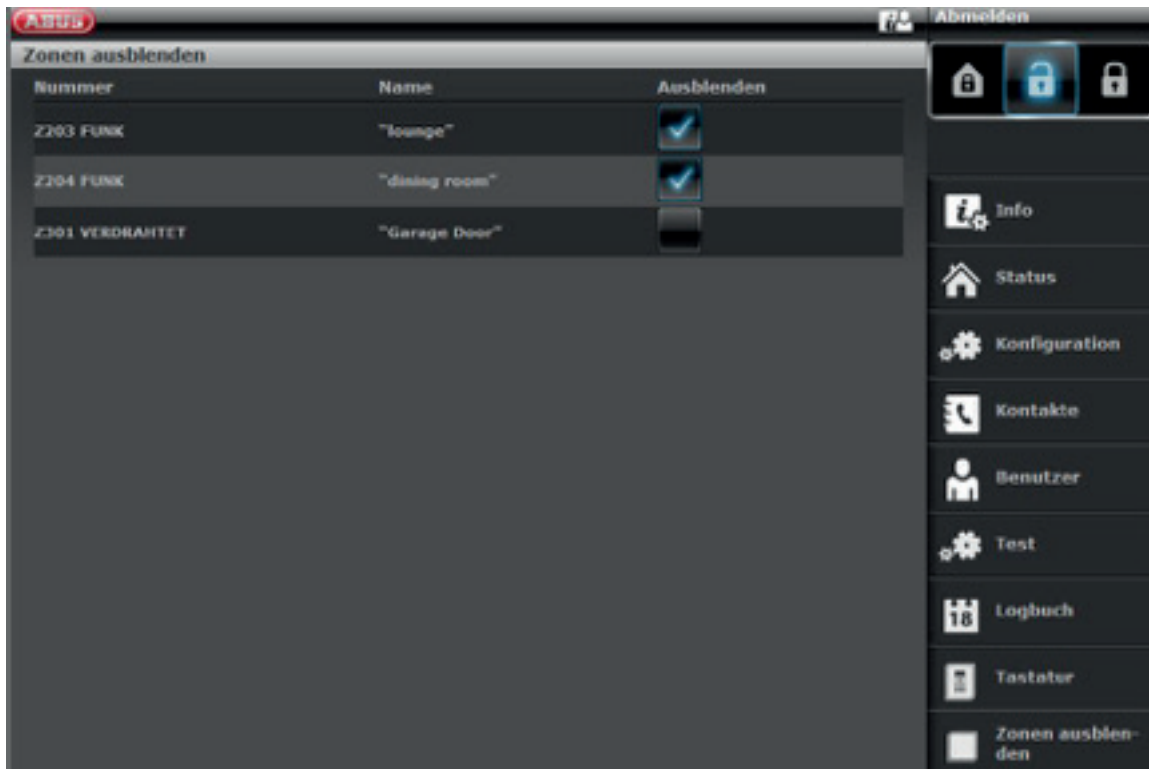 ABUS
Abmelden
Zonen ausblenden
Nummer Name Ausblenden
Z203 FUNK "lounge"
Z204 FUNK "dining room"
Z301 VERDRAHTET "Garage Door"
Info
Status
Konfiguration
Kontakte
Benutzer
Test
18 Logbuch
Tastatur
Zonen ausblen-
den